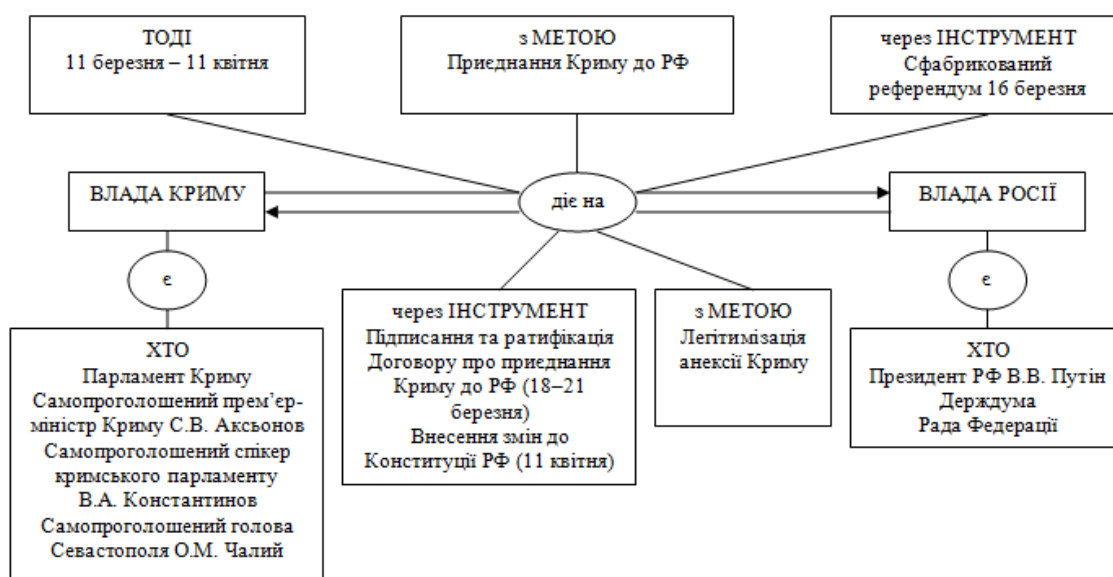 ТОДІ
11 березня – 11 квітня
з МЕТОЮ
Приєднання Криму до РФ
через ІНСТРУМЕНТ
Сфабрикований
референдум 16 березня
ВЛАДА КРИМУ
діє на
ВЛАДА РОСІЇ
є
є
ХТО
Парламент Криму
Самопроголошений прем’єр-
міністр Криму С.В. Аксьонов
Самопроголошений спікер
кримського парламенту
В.А. Константинов
Самопроголошений голова
Севастополя О.М. Чалий
через ІНСТРУМЕНТ
Підписання та ратифікація
Договору про приєднання
Криму до РФ (18–21
березня)
Внесення змін до
Конституції РФ (11 квітня)
з МЕТОЮ
Легітимізація
анексії Криму
ХТО
Президент РФ В.В. Путін
Держдума
Рада Федерації